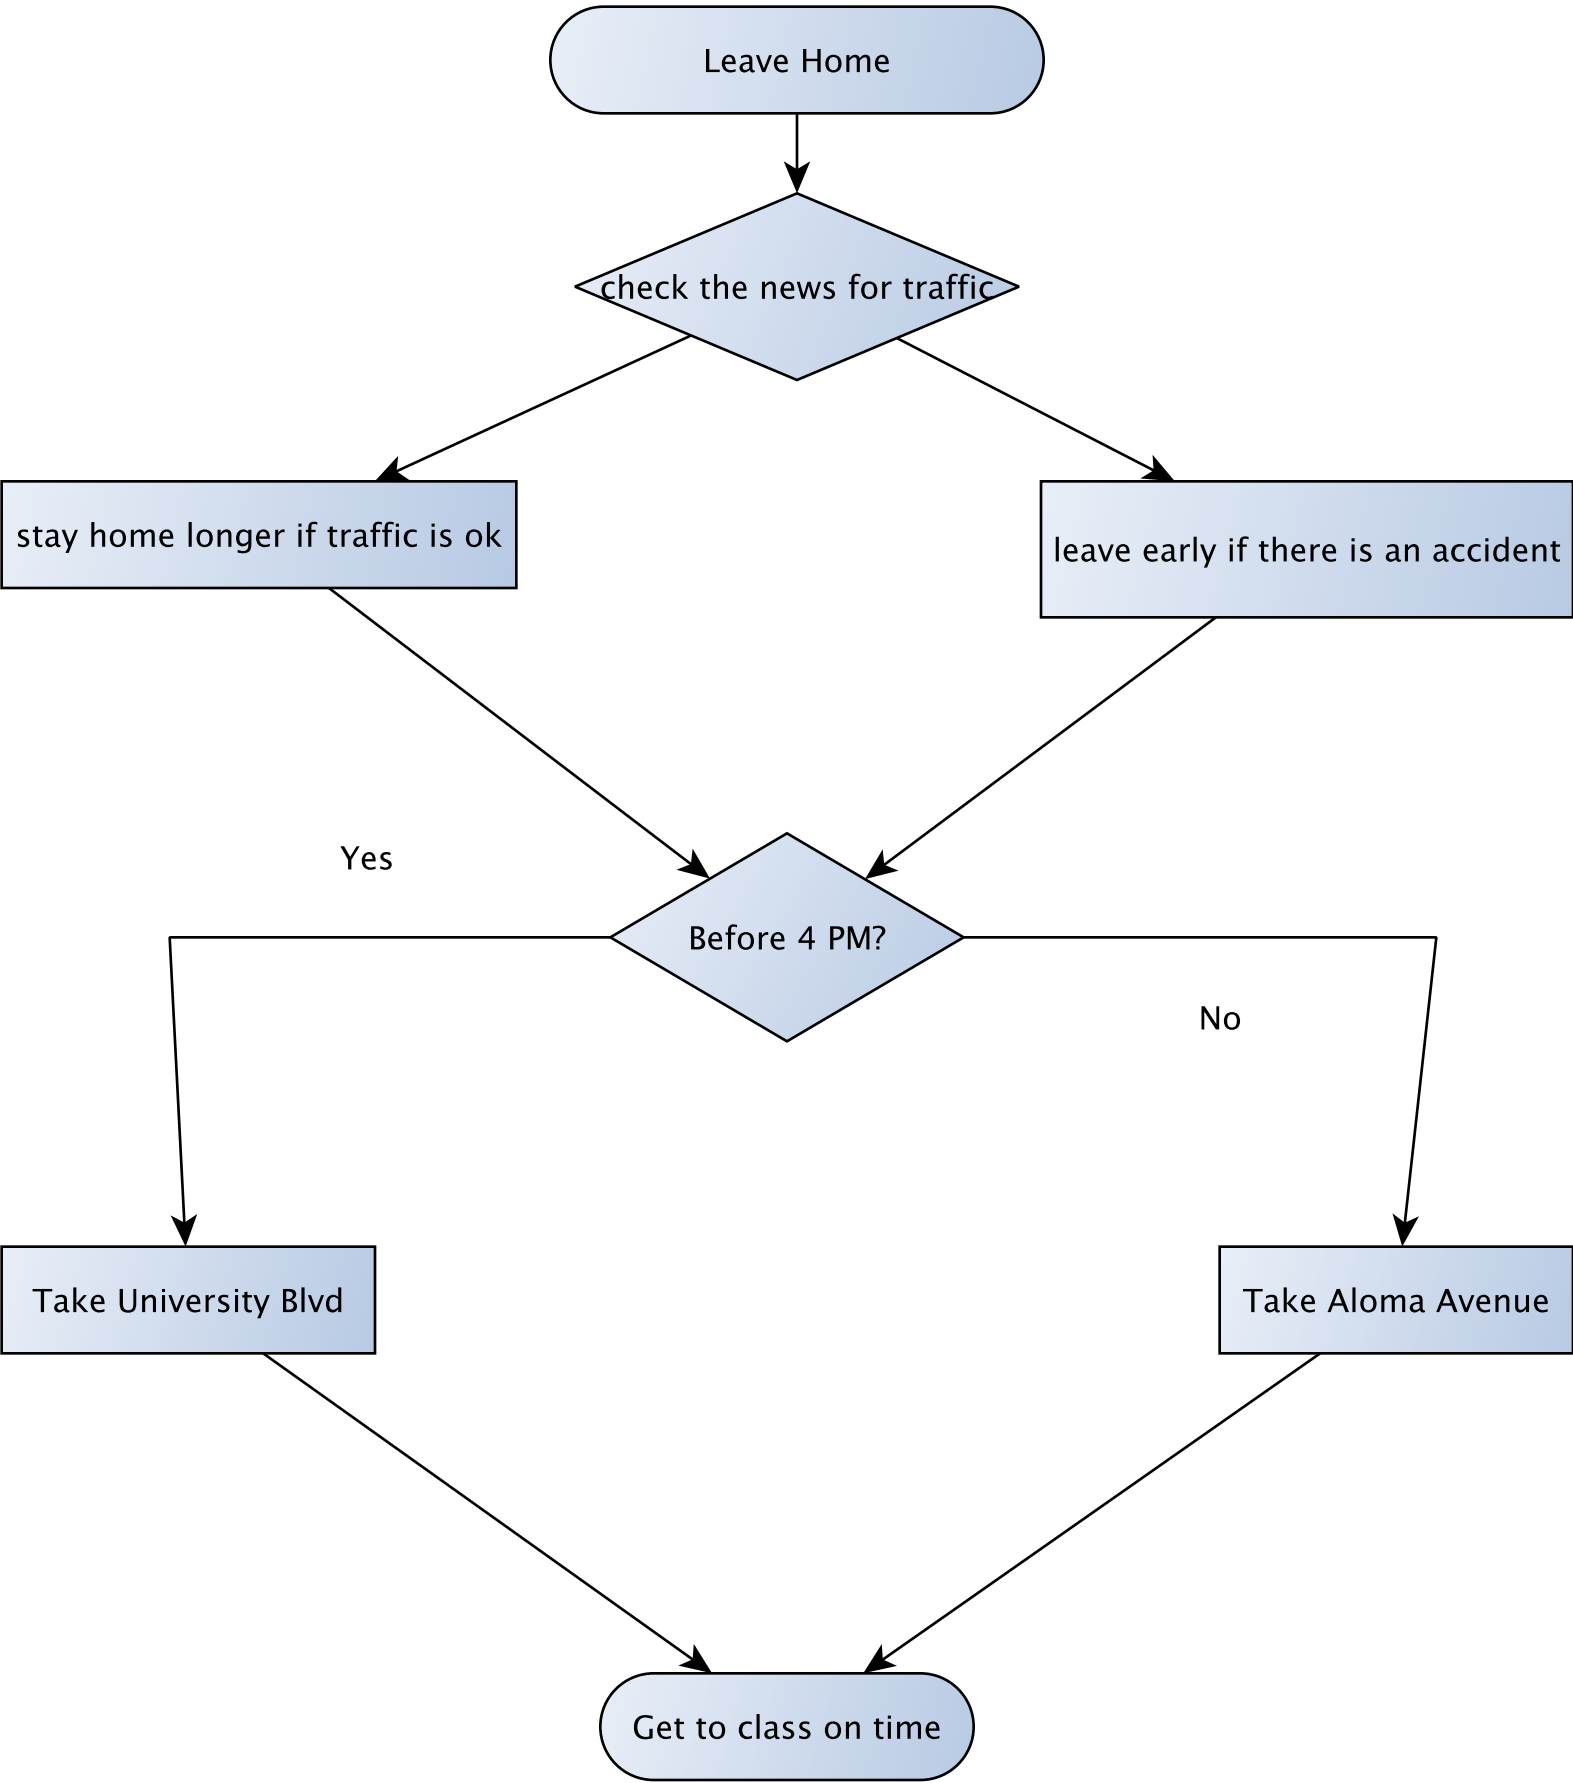 Leave Home
check the news for traffic
stay home longer if traffic is ok
leave early if there is an accident
Yes
Before 4 PM?
No
Take University Blvd
Take Aloma Avenue
Get to class on time